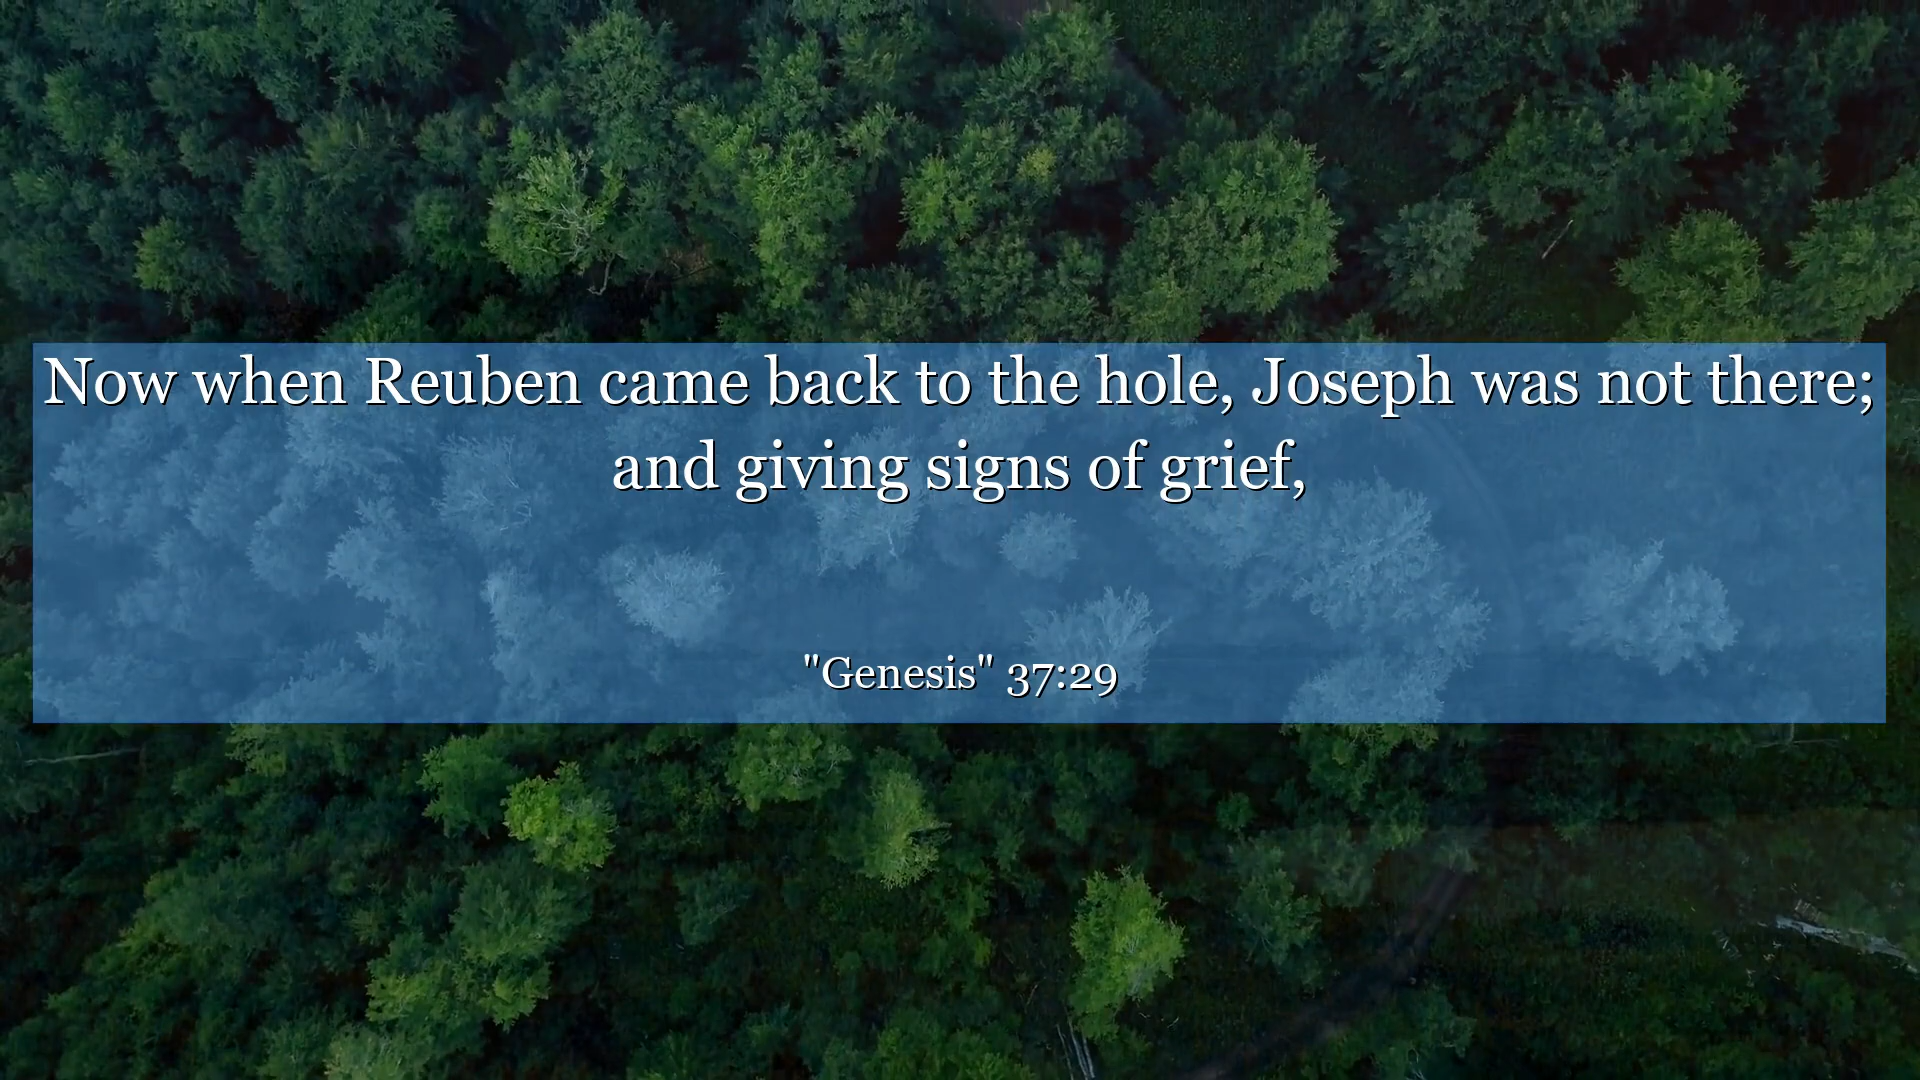 Now when Reuben came back to the hole, Joseph was not there;
and giving signs of grief,
"Genesis" 37:29